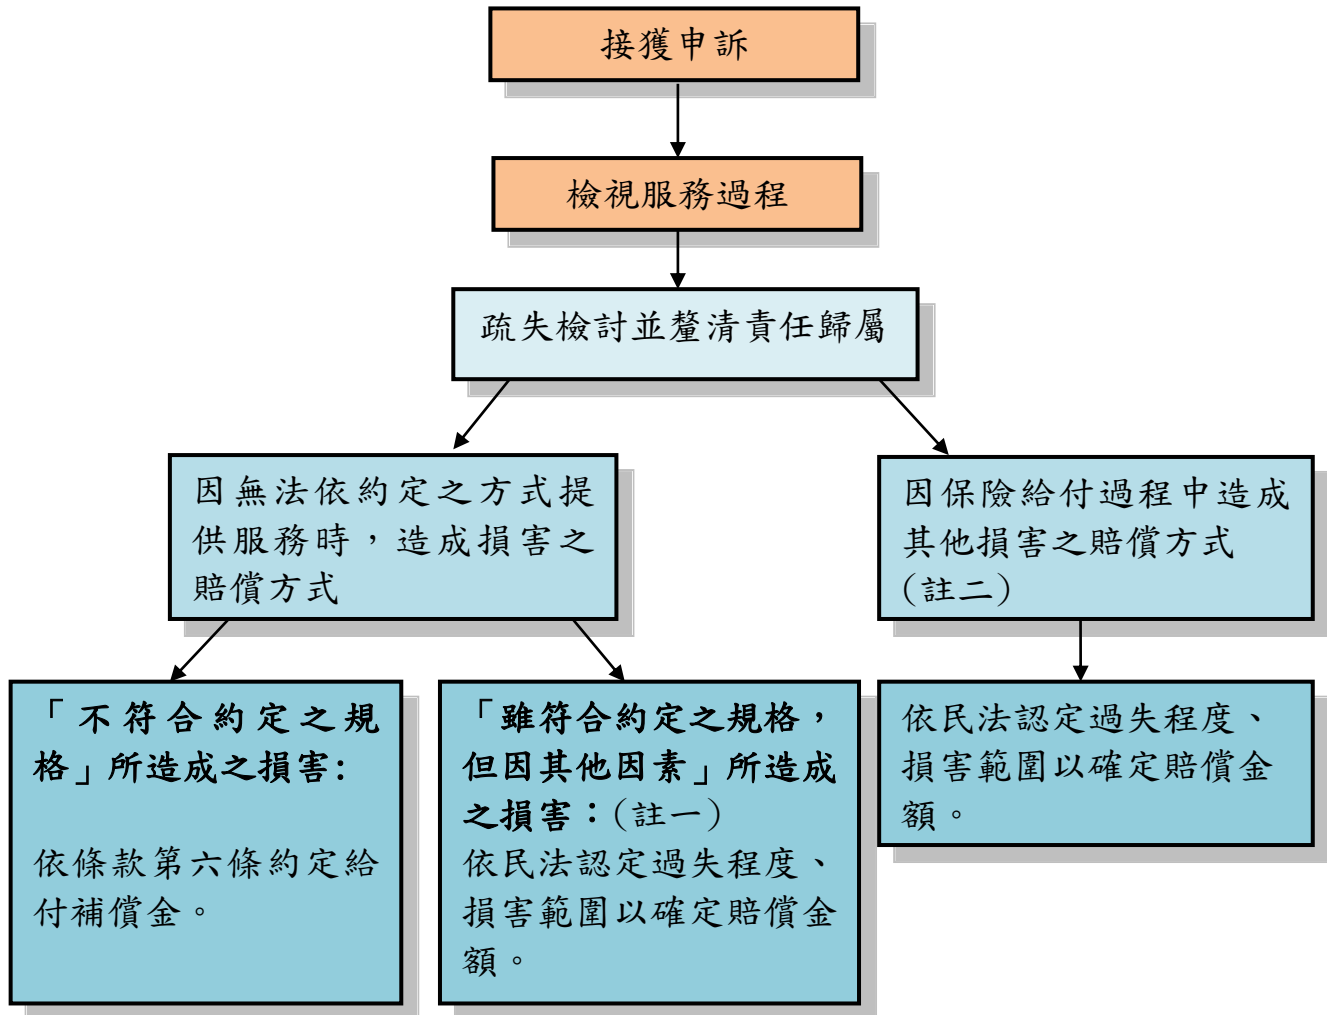 接獲申訴
檢視服務過程
疏失檢討並釐清責任歸屬
因無法依約定之方式提
供服務時，造成損害之
賠償方式
因保險給付過程中造成
其他損害之賠償方式
(註二)
「不符合約定之規
格」所造成之損害:
依條款第六條約定給
付補償金。
「雖符合約定之規格，
但因其他因素」所造成
之損害：(註一)
依民法認定過失程度、
損害範圍以確定賠償金
額。
依民法認定過失程度、
損害範圍以確定賠償金
額。